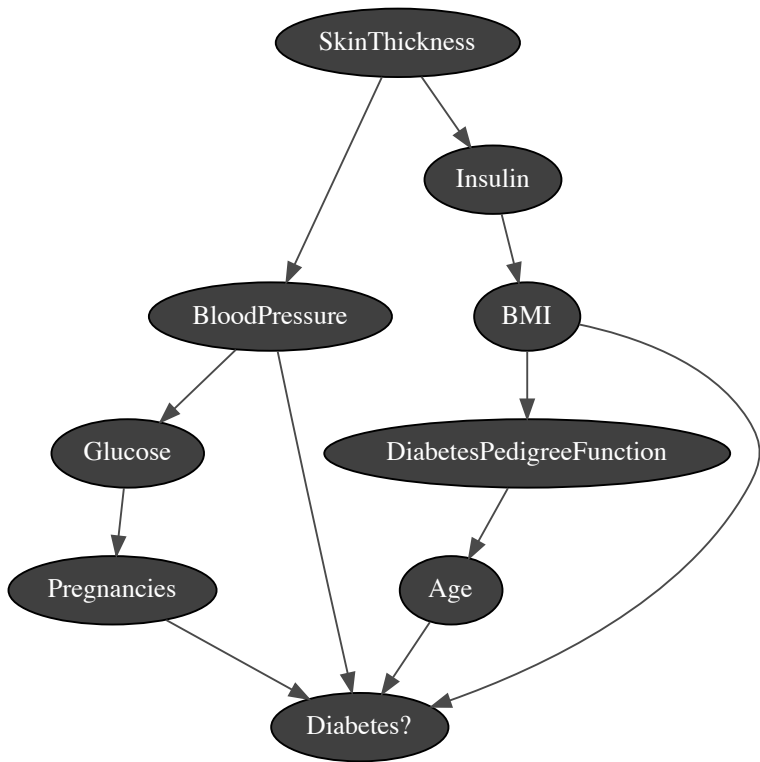 SkinThickness
Insulin
BloodPressure
BMI
Glucose
DiabetesPedigreeFunction
Pregnancies
Age
Diabetes?